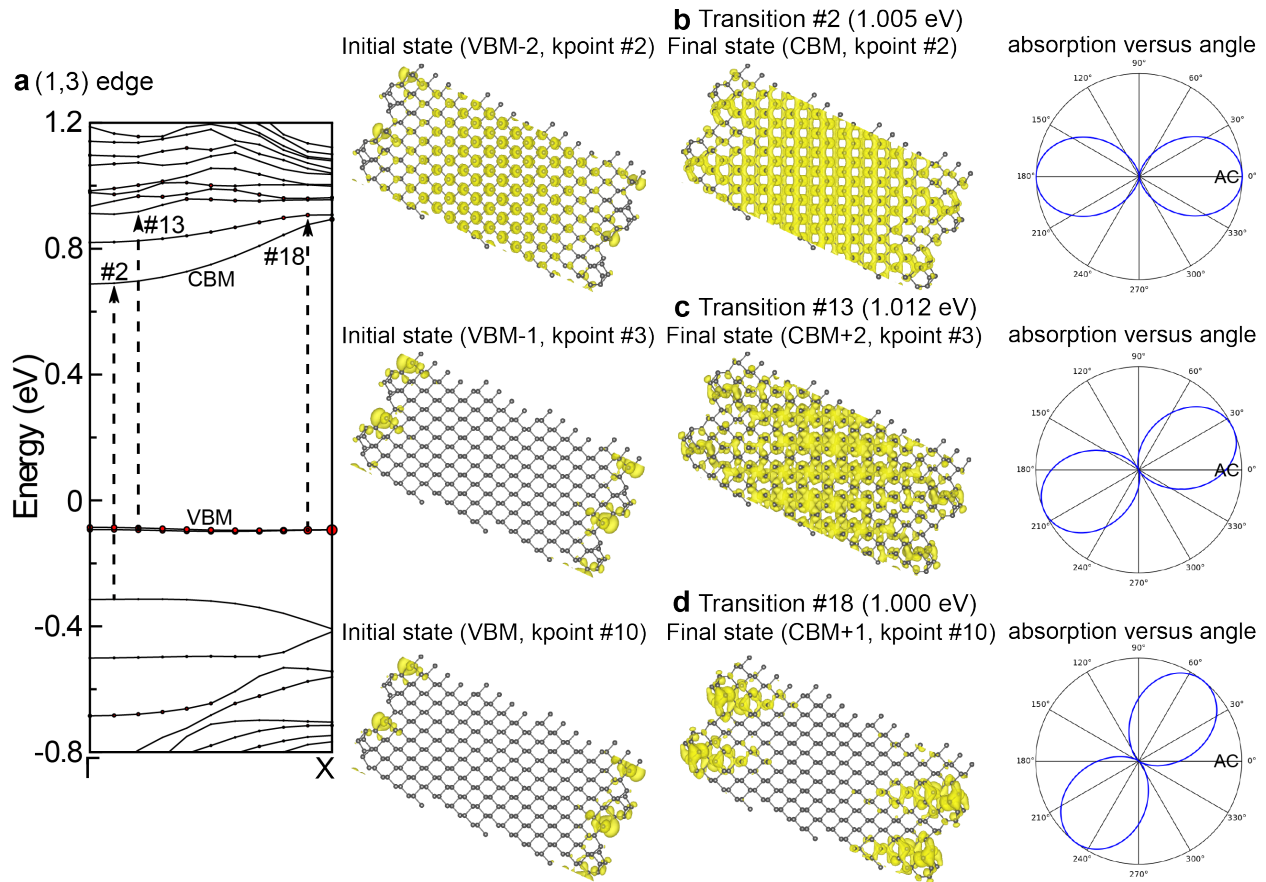 a (1,3) edge
1.2
0.8
0.4
0
-0.4
-0.8
Energy (eV)
Γ
X
#2
#13
#18
CBM
VBM
b Transition #2 (1.005 eV)
Initial state (VBM-2, kpoint #2)
Final state (CBM, kpoint #2)
absorption versus angle
90°
60°
30°
0°
330°
300°
270°
240°
210°
180°
150°
120°
AC
c Transition #13 (1.012 eV)
Initial state (VBM-1, kpoint #3)
Final state (CBM+2, kpoint #3)
absorption versus angle
90°
60°
30°
0°
330°
300°
270°
240°
210°
180°
150°
120°
AC
d Transition #18 (1.000 eV)
Initial state (VBM, kpoint #10)
Final state (CBM+1, kpoint #10)
absorption versus angle
90°
60°
30°
0°
330°
300°
270°
240°
210°
180°
150°
120°
AC